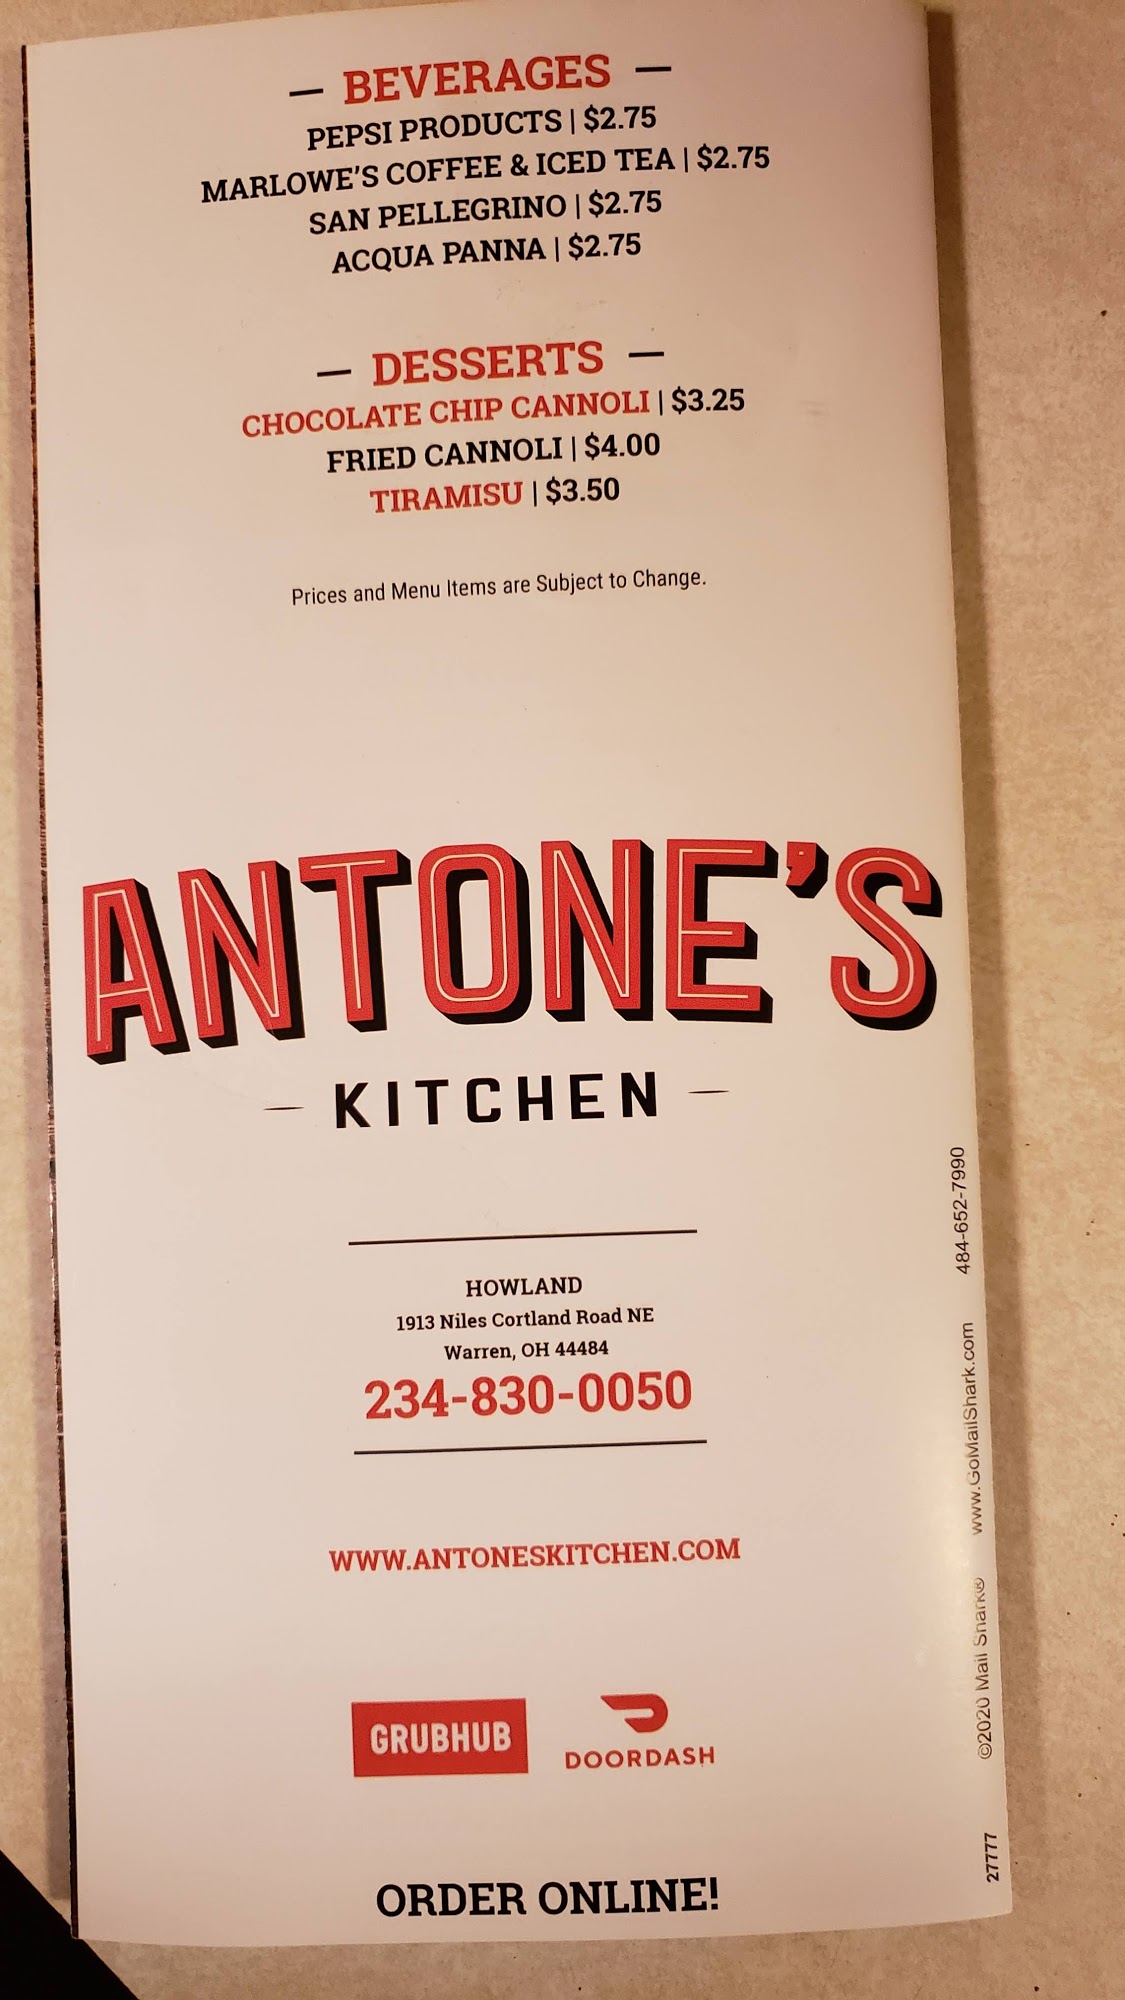 — BEVERAGES —
PEPSI PRODUCTS | $2.75
MARLOWE'S COFFEE & ICED TEA | $2.75
SAN PELLEGRINO | $2.75
ACQUA PANNA | $2.75
— DESSERTS —
CHOCOLATE CHIP CANNOLI | $3.25
FRIED CANNOLI | $4.00
TIRAMISU | $3.50
Prices and Menu Items are Subject to Change.
ANTONE'S
— KITCHEN —
HOWLAND
1913 Niles Cortland Road NE
Warren, OH 44484
234-830-0050
WWW.ANTONESKITCHEN.COM
GRUBHUB
DOORDASH
ORDER ONLINE!
27777 ©2020 Mail Shark® www.GoMailShark.com 484-652-7990